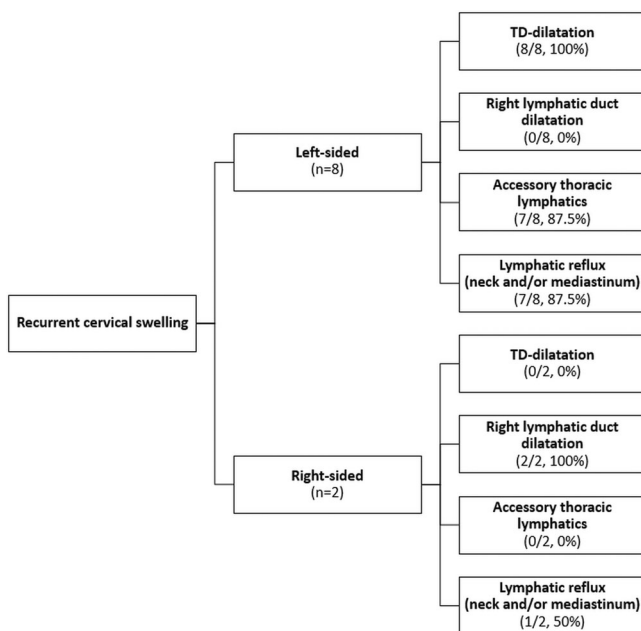 Recurrent cervical swelling
Left-sided
(n=8)
TD-dilatation
(8/8, 100%)
Right lymphatic duct
dilatation
(0/8, 0%)
Accessory thoracic
lymphatics
(7/8, 87.5%)
Lymphatic reflux
(neck and/or mediastinum)
(7/8, 87.5%)
Right-sided
(n=2)
TD-dilatation
(0/2, 0%)
Right lymphatic duct
dilatation
(2/2, 100%)
Accessory thoracic
lymphatics
(0/2, 0%)
Lymphatic reflux
(neck and/or mediastinum)
(1/2, 50%)